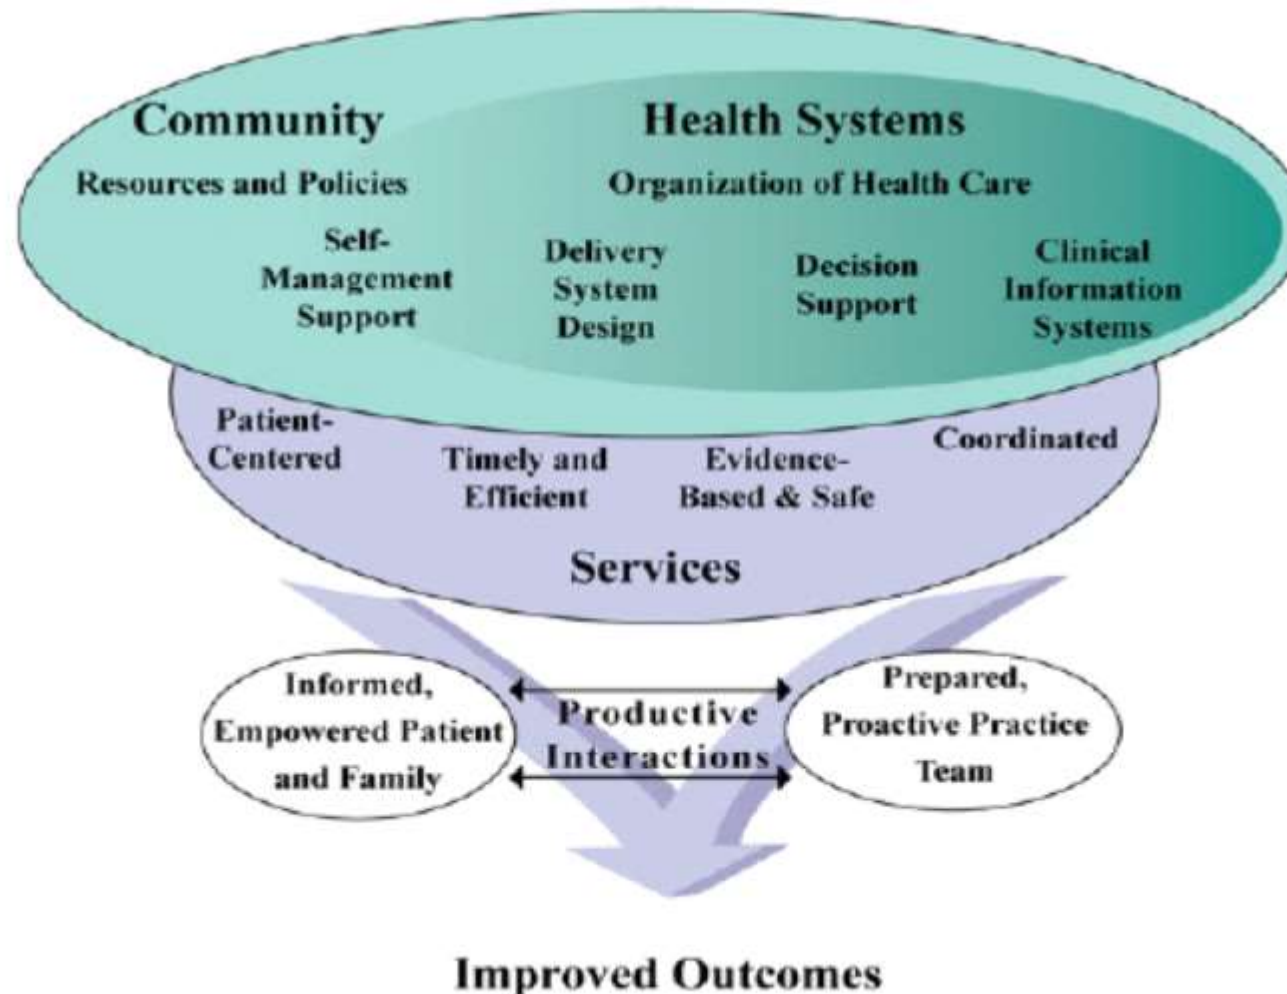 Community
Health Systems
Resources and Policies
Organization of Health Care
Self-
Management
Support
Delivery
System
Design
Decision
Support
Clinical
Information
Systems
Patient-
Centered
Timely and
Efficient
Evidence-
Based & Safe
Coordinated
Services
Informed,
Empowered Patient
and Family
Productive
Interactions
Prepared,
Proactive Practice
Team
Improved Outcomes